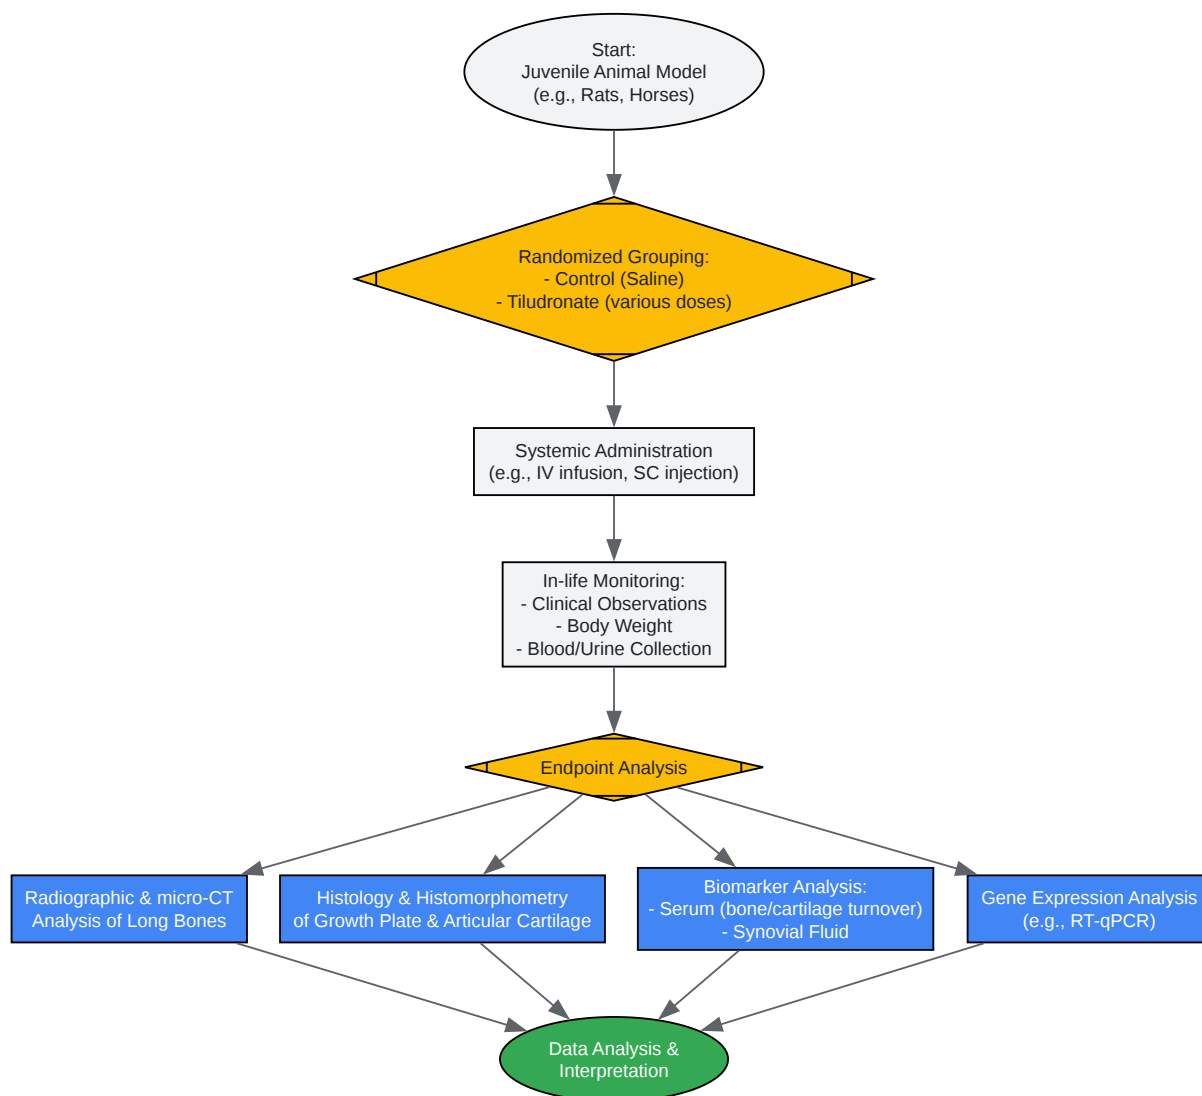 Start:
Juvenile Animal Model
(e.g., Rats, Horses)
Randomized Grouping:
- Control (Saline)
- Tiludronate (various doses)
Systemic Administration
(e.g., IV infusion, SC injection)
In-life Monitoring:
- Clinical Observations
- Body Weight
- Blood/Urine Collection
Endpoint Analysis
Radiographic & micro-CT
Analysis of Long Bones
Histology & Histomorphometry
of Growth Plate & Articular Cartilage
Biomarker Analysis:
- Serum (bone/cartilage turnover)
- Synovial Fluid
Gene Expression Analysis
(e.g., RT-qPCR)
Data Analysis &
Interpretation